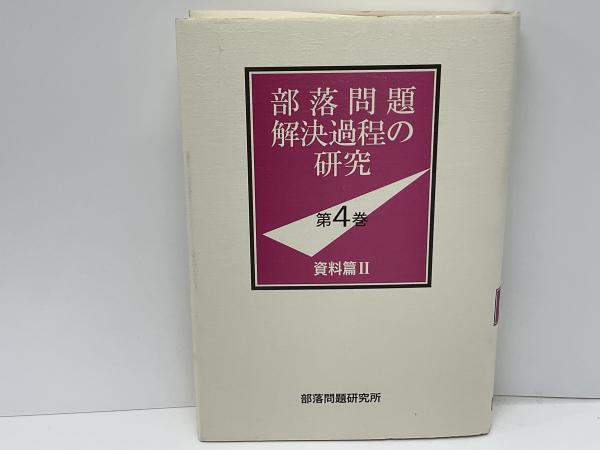 部落問題
解決過程の
研究
第4巻
資料篇II
部落問題研究所